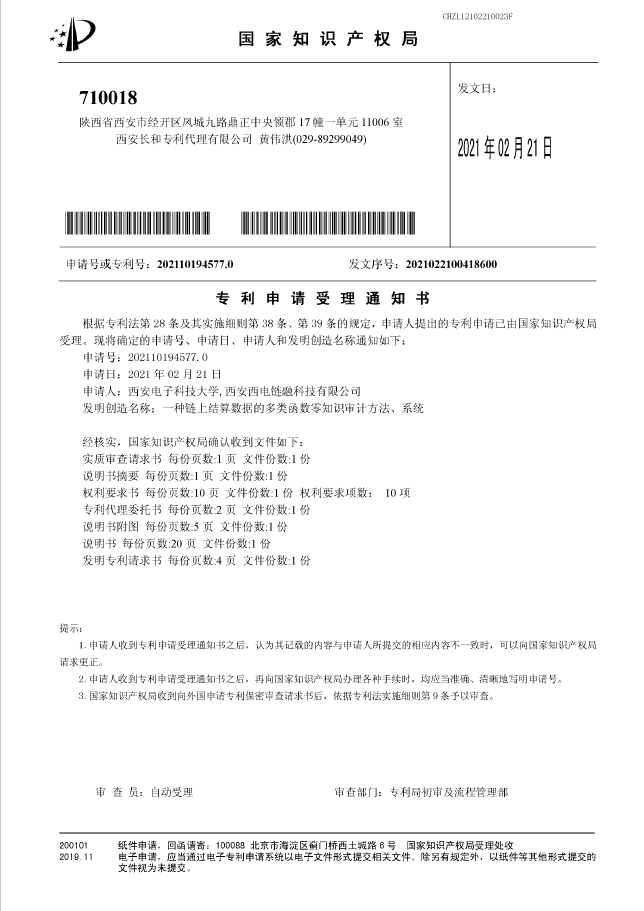 CHZL12102210023F
国家知识产权局
710018
发文日：
陕西省西安市经开区凤城九路鼎正中央领郡 17 幢一单元 11006 室
西安长和专利代理有限公司 黄伟洪(029-89299049)
2021 年 02 月 21 日
申请号或专利号：202110194577.0
发文序号：2021022100418600
专利申请受理通知书
根据专利法第 28 条及其实施细则第 38 条、第 39 条的规定，申请人提出的专利申请已由国家知识产权局
受理。现将确定的申请号、申请日、申请人和发明创造名称通知如下：
申请号：202110194577.0
申请日：2021 年 02 月 21 日
申请人：西安电子科技大学,西安西电链融科技有限公司
发明创造名称：一种链上结算数据的多类函数零知识审计方法、系统
经核实，国家知识产权局确认收到文件如下：
实质审查请求书 每份页数:1 页 文件份数:1 份
说明书摘要 每份页数:1 页 文件份数:1 份
权利要求书 每份页数:10 页 文件份数:1 份 权利要求项数： 10 项
专利代理委托书 每份页数:2 页 文件份数:1 份
说明书附图 每份页数:5 页 文件份数:1 份
说明书 每份页数:20 页 文件份数:1 份
发明专利请求书 每份页数:4 页 文件份数:1 份
提示：
1. 申请人收到专利申请受理通知书之后，认为其记载的内容与申请人所提交的相应内容不一致时，可以向国家知识产权局
请求更正。
2. 申请人收到专利申请受理通知书之后，再向国家知识产权局办理各种手续时，均应当准确、清晰地写明申请号。
3. 国家知识产权局收到向外国申请专利保密审查请求书后，依据专利法实施细则第 9 条予以审查。
审 查 员：自动受理
审查部门：专利局初审及流程管理部
200101 纸件申请，回函请寄：100088 北京市海淀区蓟门桥西土城路 6 号 国家知识产权局受理处收
2019.11 电子申请，应当通过电子专利申请系统以电子文件形式提交相关文件。除另有规定外，以纸件等其他形式提交的
文件视为未提交。